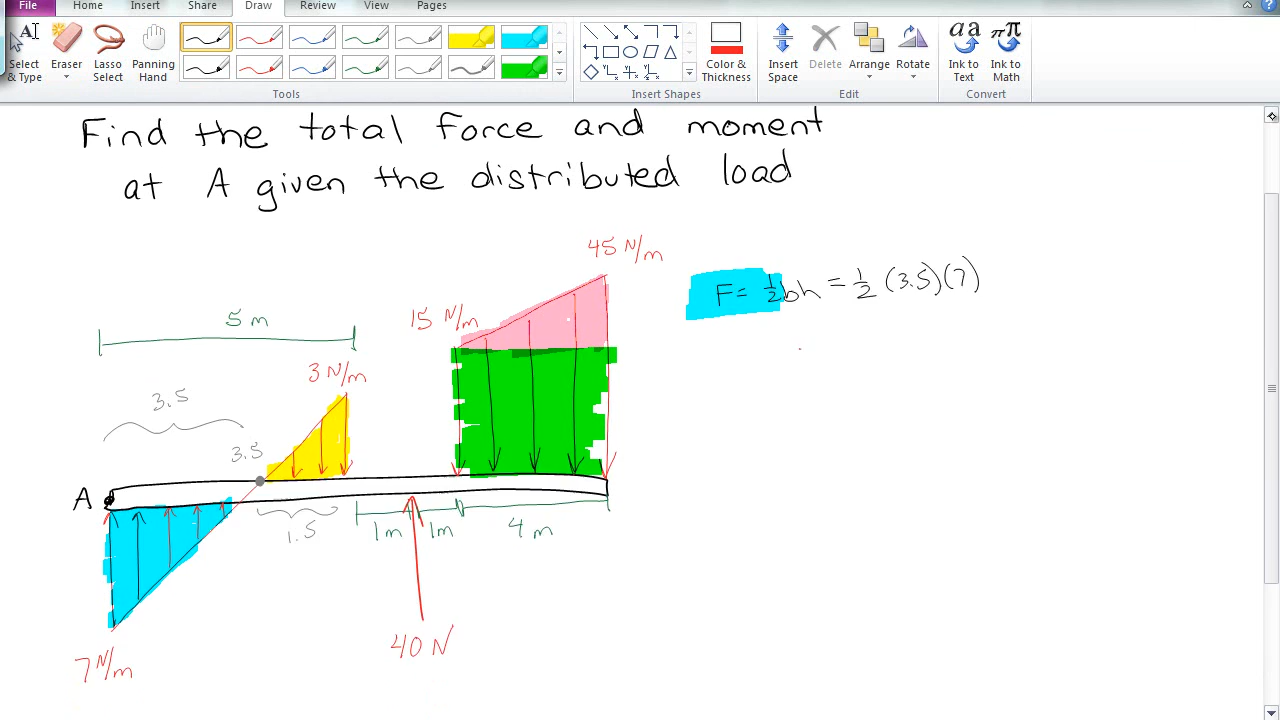 File Home Insert Share Draw Review View Pages
Select & Type
Eraser
Lasso Select
Panning Hand
Color & Thickness
Insert Space
Delete
Arrange
Rotate
Ink to Text
Ink to Math
Tools
Insert Shapes
Edit
Convert
Find the total force and moment
at A given the distributed load
45 N/m
F = ½bh = ½ (3.5)(7)
15 N/m
5 m
3 N/m
3.5
3.5
A
1.5
1m
1m
4 m
40 N
7 N/m